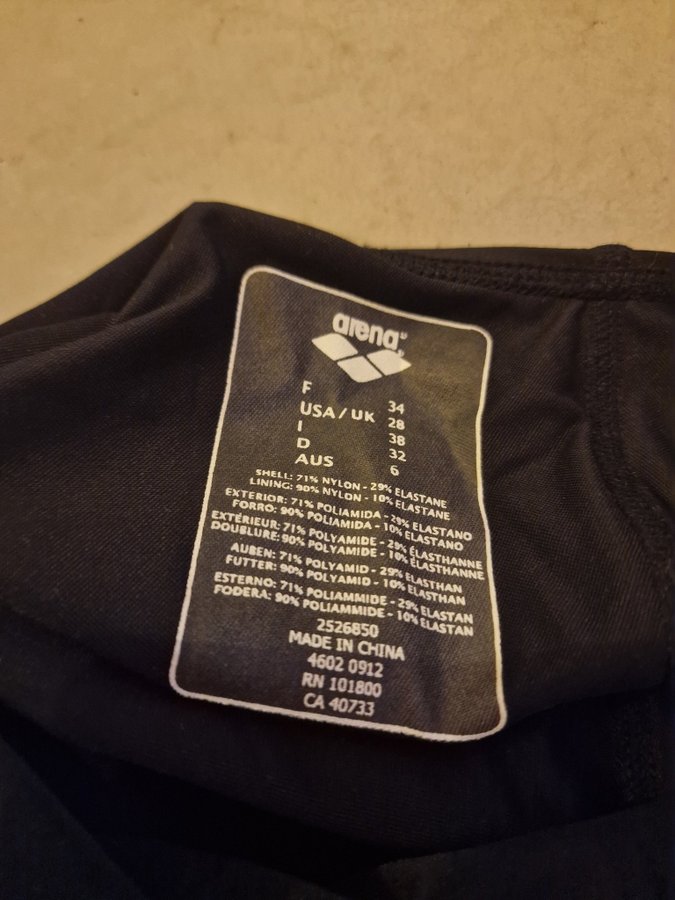 arena®
F 34
USA / UK 28
I 38
D 32
AUS 6
SHELL: 71% NYLON - 29% ELASTANE
LINING: 90% NYLON - 10% ELASTANE
EXTERIOR: 71% POLIAMIDA - 29% ELASTANO
FORRO: 90% POLIAMIDA - 10% ELASTANO
EXTÉRIEUR: 71% POLYAMIDE - 29% ÉLASTHANNE
DOUBLURE: 90% POLYAMIDE - 10% ÉLASTHANNE
AUBEN: 71% POLYAMID - 29% ELASTHAN
FUTTER: 90% POLYAMID - 10% ELASTHAN
ESTERNO: 71% POLIAMMIDE - 29% ELASTAN
FODERA: 90% POLIAMMIDE - 10% ELASTAN
2526850
MADE IN CHINA
4602 0912
RN 101800
CA 40733